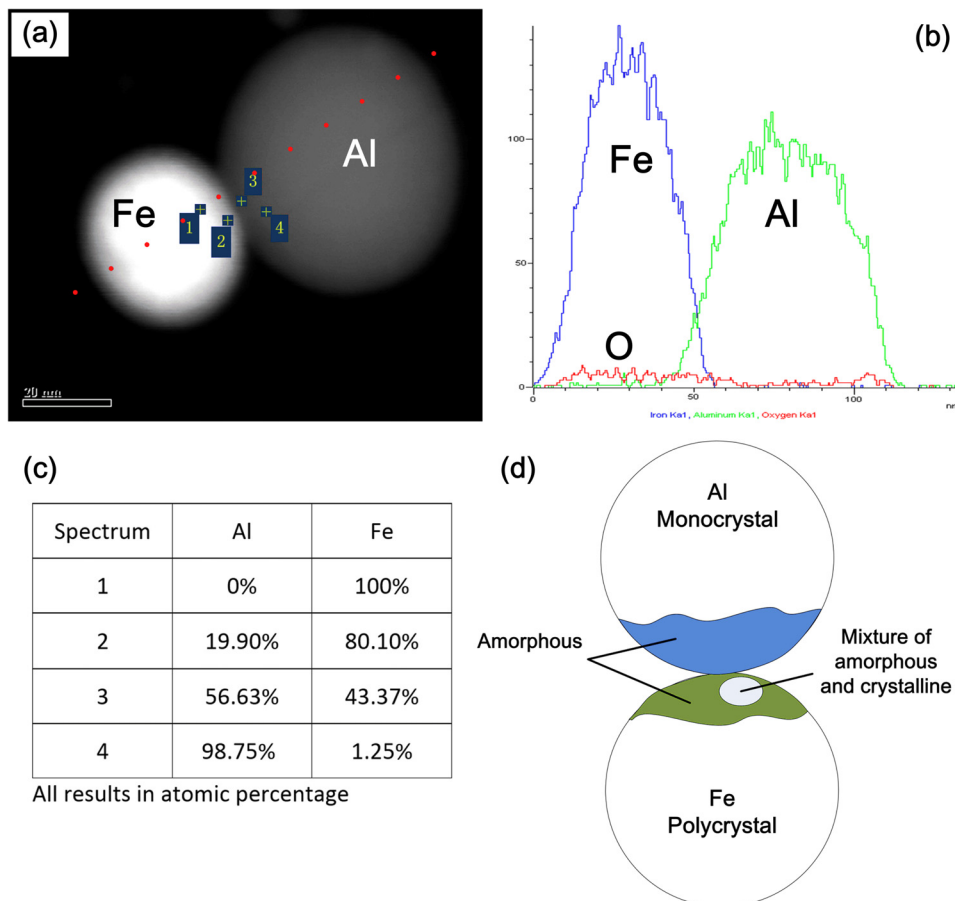 (a)
Al
Fe
3
1
2
4
20 nm
(b)
100
50
0
Fe
Al
O
0
50
100
Iron Ka1, Aluminum Ka1, Oxygen Ka1
(c)
Spectrum Al Fe
1 0% 100%
2 19.90% 80.10%
3 56.63% 43.37%
4 98.75% 1.25%
All results in atomic percentage
(d)
Al
Monocrystal
Amorphous
Mixture of
amorphous
and crystalline
Fe
Polycrystal